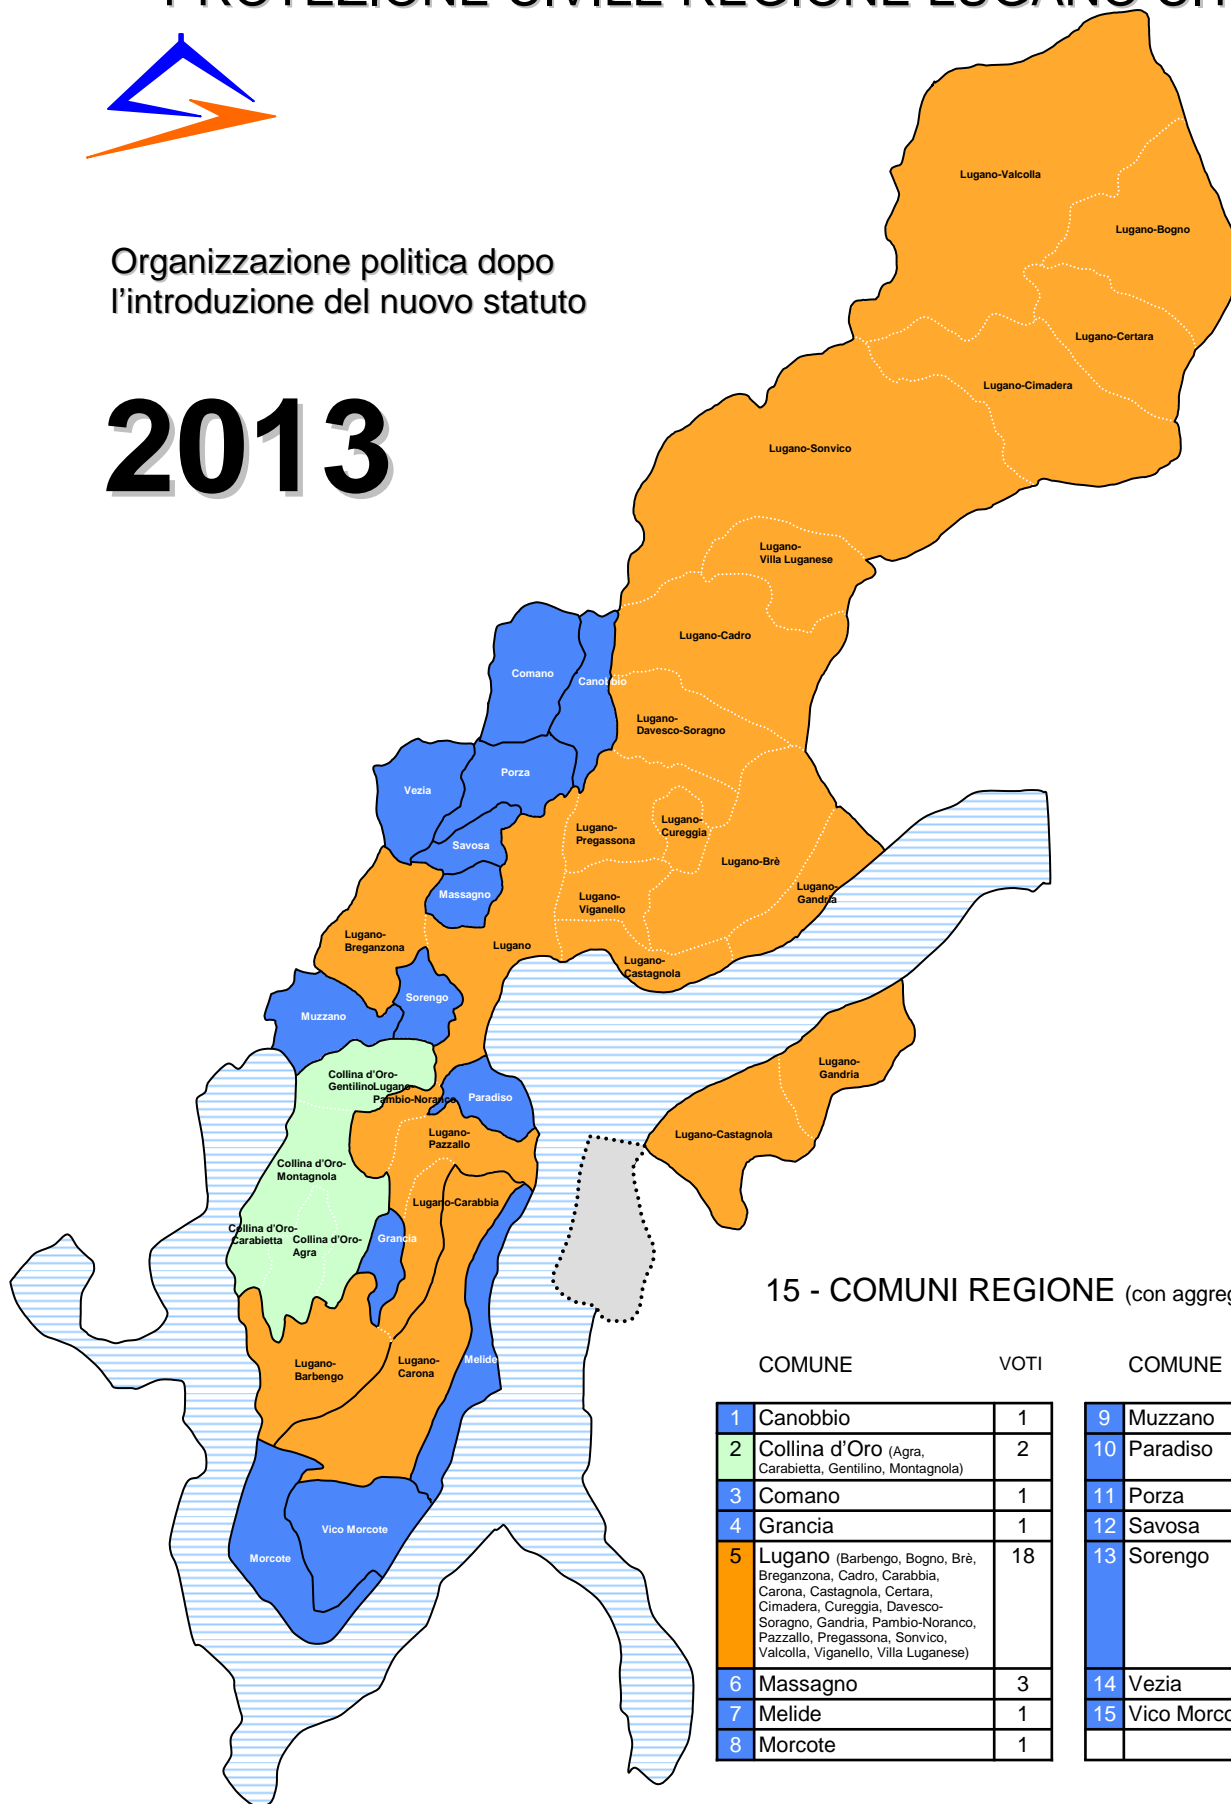 PROTEZIONE CIVILE REGIONE LUGANO
Organizzazione politica dopo
l’introduzione del nuovo statuto
2013
Lugano-Valcolla
Lugano-Bogno
Lugano-Certara
Lugano-Cimadera
Lugano-Sonvico
Lugano-
Villa Luganese
Lugano-Cadro
Comano
Canobbio
Lugano-
Davesco-Soragno
Porza
Vezia
Lugano-
Pregassona
Lugano-
Cureggia
Savosa
Lugano-Brè
Massagno
Lugano-
Gandria
Lugano-
Viganello
Lugano-
Breganzona
Lugano
Lugano-
Castagnola
Sorengo
Muzzano
Collina d’Oro-
Gentilino
Lugano-
Pambio-Noranco
Paradiso
Lugano-
Gandria
Lugano-
Pazzallo
Lugano-Castagnola
Collina d’Oro-
Montagnola
Lugano-Carabbia
Collina d’Oro-
Carabietta
Collina d’Oro-
Agra
Grancia
Lugano-
Barbengo
Lugano-
Carona
Melide
Vico Morcote
Morcote
15 - COMUNI REGIONE (con
COMUNE VOTI COMUNE
1 Canobbio 1
2 Collina d’Oro (Agra, 2
Carabietta, Gentilino, Montagnola)
3 Comano 1
4 Grancia 1
5 Lugano (Barbengo, Bogno, Brè, 18
Breganzona, Cadro, Carabbia,
Carona, Castagnola, Certara,
Cimadera, Cureggia, Davesco-
Soragno, Gandria, Pambio-Noranco,
Pazzallo, Pregassona, Sonvico,
Valcolla, Viganello, Villa Luganese)
6 Massagno 3
7 Melide 1
8 Morcote 1
9 Muzzano
10 Paradiso
11 Porza
12 Savosa
13 Sorengo
14 Vezia
15 Vico